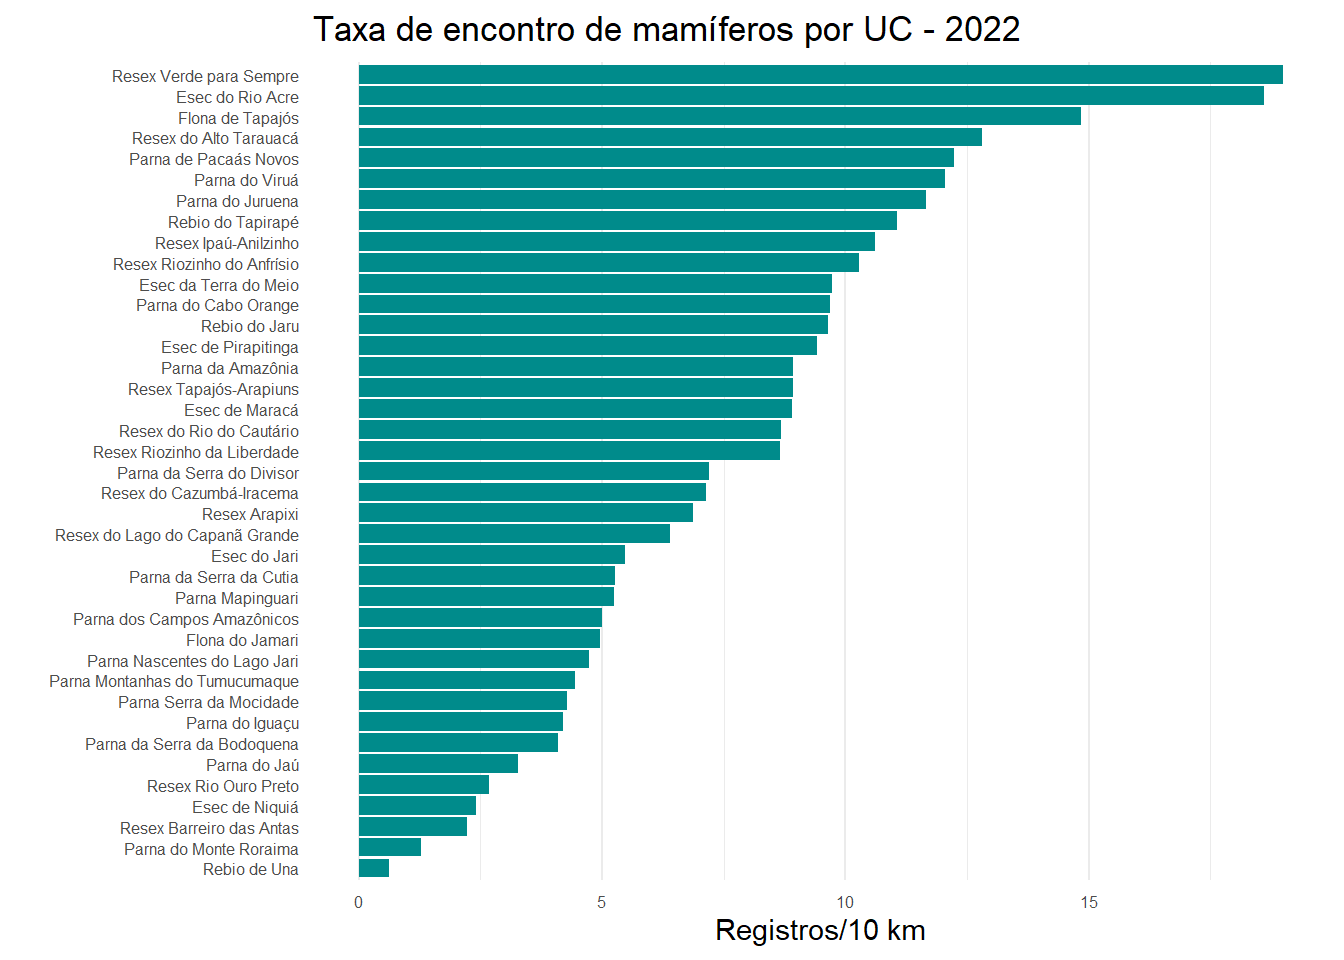 Taxa de encontro de mamíferos por UC - 2022
Resex Verde para Sempre
Esec do Rio Acre
Flona de Tapajós
Resex do Alto Tarauacá
Parna de Pacaás Novos
Parna do Viruá
Parna do Juruena
Rebio do Tapirapé
Resex Ipaú-Anilzinho
Resex Riozinho do Anfrísio
Esec da Terra do Meio
Parna do Cabo Orange
Rebio do Jaru
Esec de Pirapitinga
Parna da Amazônia
Resex Tapajós-Arapiuns
Esec de Maracá
Resex do Rio do Cautário
Resex Riozinho da Liberdade
Parna da Serra do Divisor
Resex do Cazumbá-Iracema
Resex Arapixi
Resex do Lago do Capanã Grande
Esec do Jari
Parna da Serra da Cutia
Parna Mapinguari
Parna dos Campos Amazônicos
Flona do Jamari
Parna Nascentes do Lago Jari
Parna Montanhas do Tumucumaque
Parna Serra da Mocidade
Parna do Iguaçu
Parna da Serra da Bodoquena
Parna do Jaú
Resex Rio Ouro Preto
Esec de Niquiá
Resex Barreiro das Antas
Parna do Monte Roraima
Rebio de Una
0 5 10 15
Registros/10 km